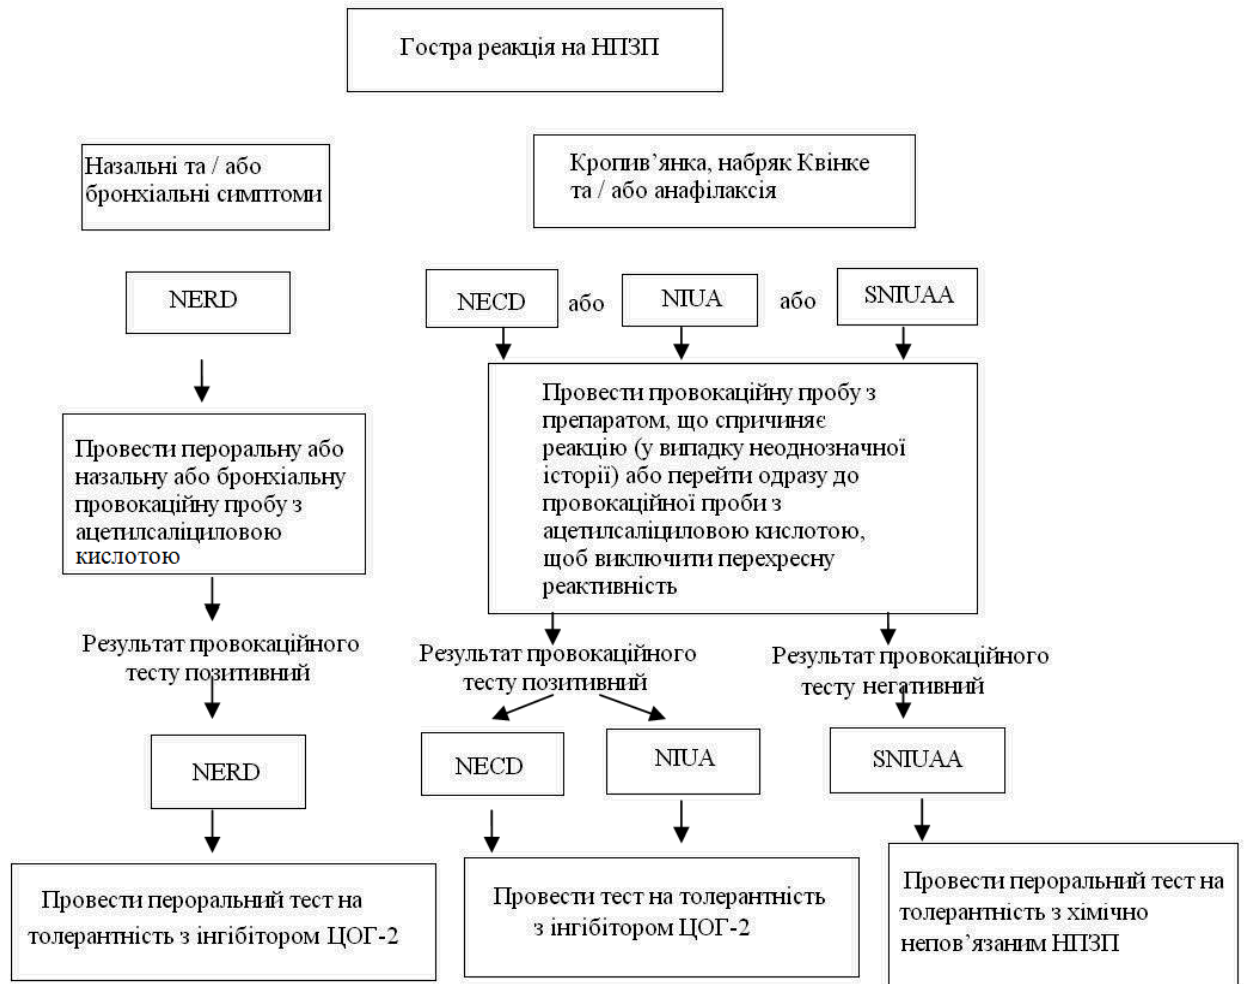 Гостра реакція на НПЗП
Назальні та / або
бронхіальні симптоми
Кропив’янка, набряк Квінке
та / або анафілаксія
NERD
NECD
або
NIUA
або
SNIUAA
Провести пероральну або
назальну або бронхіальну
провокаційну пробу з
ацетилсаліциловою
кислотою
Провести провокаційну пробу з
препаратом, що спричиняє
реакцію (у випадку неоднозначної
історії) або перейти одразу до
провокаційної проби з
ацетилсаліциловою кислотою,
щоб виключити перехресну
реактивність
Результат провокаційного
тесту позитивний
Результат провокаційного
тесту позитивний
Результат провокаційного
тесту негативний
NERD
NECD
NIUA
SNIUAA
Провести пероральний тест на
толерантність з інгібітором ЦОГ-2
Провести тест на толерантність
з інгібітором ЦОГ-2
Провести пероральний тест на
толерантність з хімічно
непов’язаним НПЗП